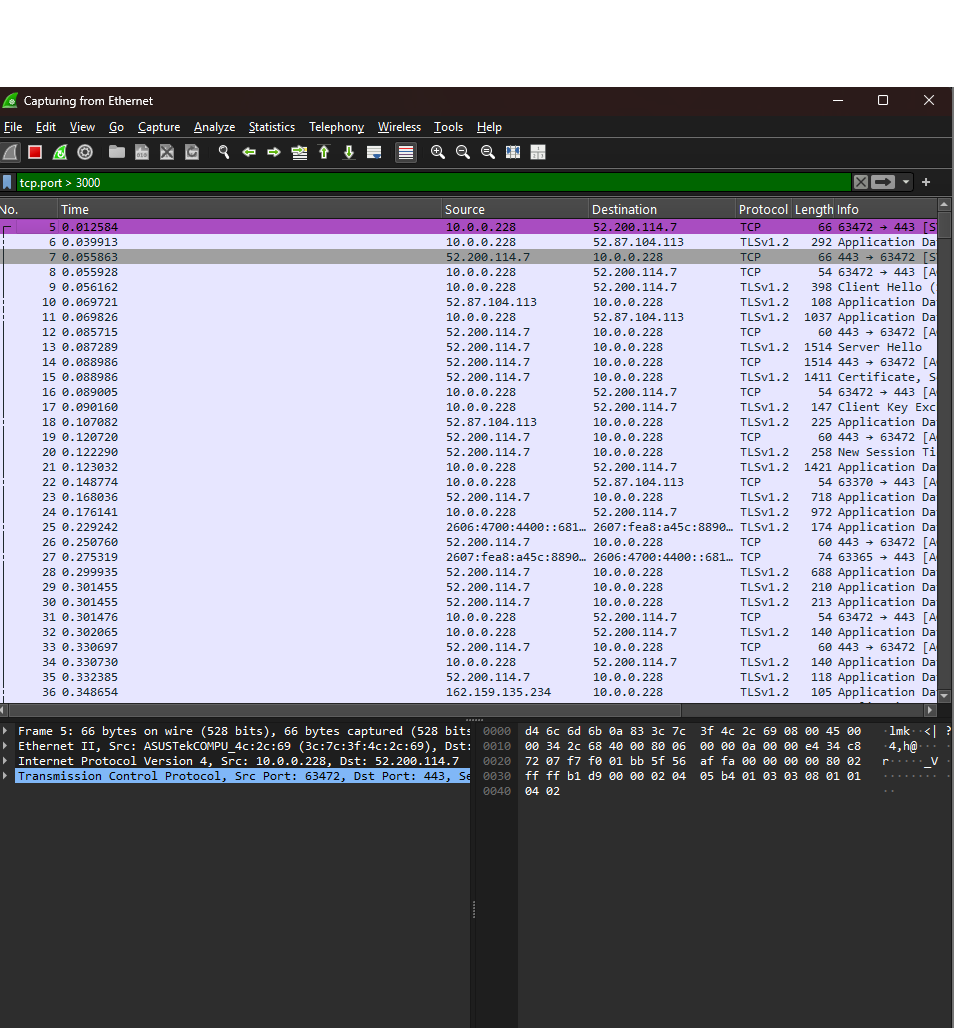 Capturing from Ethernet
File Edit View Go Capture Analyze Statistics Telephony Wireless Tools Help
tcp.port > 3000
No. Time Source Destination Protocol Length Info
5 0.012584 10.0.0.228 52.200.114.7 TCP 66 63472 → 443 [S
6 0.039913 10.0.0.228 52.87.104.113 TLSv1.2 292 Application Da
7 0.055863 52.200.114.7 10.0.0.228 TCP 66 443 → 63472 [S
8 0.055928 10.0.0.228 52.200.114.7 TCP 54 63472 → 443 [A
9 0.056162 10.0.0.228 52.200.114.7 TLSv1.2 398 Client Hello (
10 0.069721 52.87.104.113 10.0.0.228 TLSv1.2 108 Application Da
11 0.069826 10.0.0.228 52.87.104.113 TLSv1.2 1037 Application Da
12 0.085715 52.200.114.7 10.0.0.228 TCP 60 443 → 63472 [A
13 0.087289 52.200.114.7 10.0.0.228 TLSv1.2 1514 Server Hello
14 0.088986 52.200.114.7 10.0.0.228 TCP 1514 443 → 63472 [A
15 0.088986 52.200.114.7 10.0.0.228 TLSv1.2 1411 Certificate, S
16 0.089005 10.0.0.228 52.200.114.7 TCP 54 63472 → 443 [A
17 0.090160 10.0.0.228 52.200.114.7 TLSv1.2 147 Client Key Exc
18 0.107082 52.87.104.113 10.0.0.228 TLSv1.2 225 Application Da
19 0.120720 52.200.114.7 10.0.0.228 TCP 60 443 → 63472 [A
20 0.122290 52.200.114.7 10.0.0.228 TLSv1.2 258 New Session Ti
21 0.123032 10.0.0.228 52.200.114.7 TLSv1.2 1421 Application Da
22 0.148774 10.0.0.228 52.87.104.113 TCP 54 63370 → 443 [A
23 0.168036 52.200.114.7 10.0.0.228 TLSv1.2 718 Application Da
24 0.176141 10.0.0.228 52.200.114.7 TLSv1.2 972 Application Da
25 0.229242 2606:4700:4400::681… 2607:fea8:a45c:8890… TLSv1.2 174 Application Da
26 0.250760 52.200.114.7 10.0.0.228 TCP 60 443 → 63472 [A
27 0.275319 2607:fea8:a45c:8890… 2606:4700:4400::681… TCP 74 63365 → 443 [A
28 0.299935 52.200.114.7 10.0.0.228 TLSv1.2 688 Application Da
29 0.301455 52.200.114.7 10.0.0.228 TLSv1.2 210 Application Da
30 0.301455 52.200.114.7 10.0.0.228 TLSv1.2 213 Application Da
31 0.301476 10.0.0.228 52.200.114.7 TCP 54 63472 → 443 [A
32 0.302065 10.0.0.228 52.200.114.7 TLSv1.2 140 Application Da
33 0.330697 52.200.114.7 10.0.0.228 TCP 60 443 → 63472 [A
34 0.330730 10.0.0.228 52.200.114.7 TLSv1.2 140 Application Da
35 0.332385 52.200.114.7 10.0.0.228 TLSv1.2 118 Application Da
36 0.348654 162.159.135.234 10.0.0.228 TLSv1.2 105 Application Da
Frame 5: 66 bytes on wire (528 bits), 66 bytes captured (528 bits
Ethernet II, Src: ASUSTekCOMPU_4c:2c:69 (3c:7c:3f:4c:2c:69), Dst:
Internet Protocol Version 4, Src: 10.0.0.228, Dst: 52.200.114.7
Transmission Control Protocol, Src Port: 63472, Dst Port: 443, Se
0000 d4 6c 6d 6b 0a 83 3c 7c 3f 4c 2c 69 08 00 45 00 ·lmk··<| ?
0010 00 34 2c 68 40 00 80 06 00 00 0a 00 00 e4 34 c8 ·4,h@···
0020 72 07 f7 f0 01 bb 5f 56 af fa 00 00 00 00 80 02 r·····_V
0030 ff ff b1 d9 00 00 02 04 05 b4 01 03 03 08 01 01 ········
0040 04 02 ··